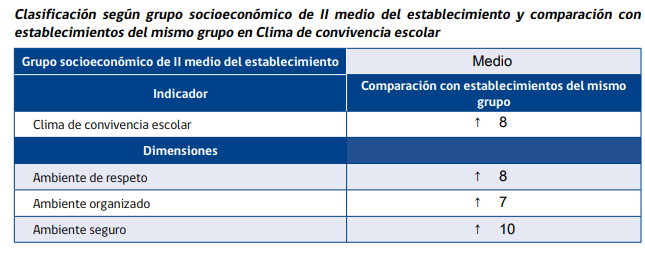 Clasificación según grupo socioeconómico de II medio del establecimiento y comparación con
establecimientos del mismo grupo en Clima de convivencia escolar
Grupo socioeconómico de II medio del establecimiento Medio
Indicador Comparación con establecimientos del mismo
grupo
Clima de convivencia escolar ↑ 8
Dimensiones
Ambiente de respeto ↑ 8
Ambiente organizado ↑ 7
Ambiente seguro ↑ 10